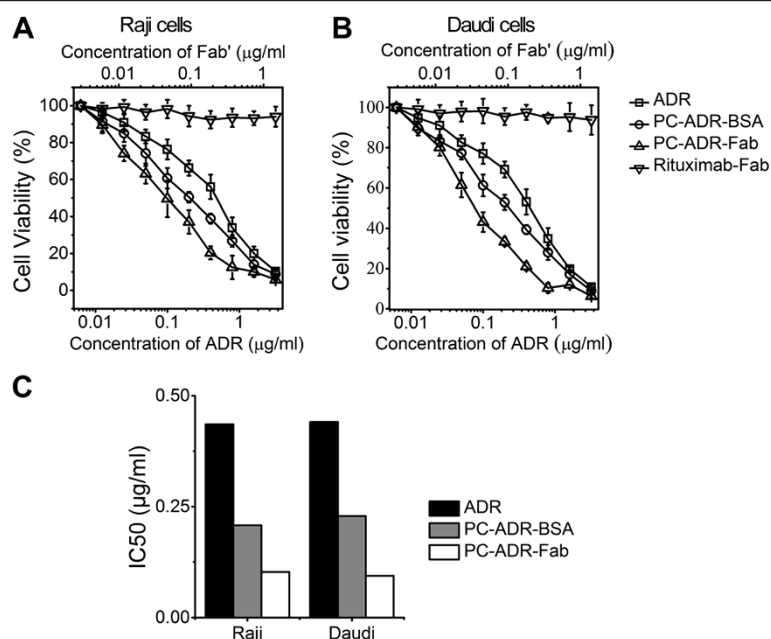 A
Raji cells
Concentration of Fab' (μg/ml
0.01 0.1 1
100
80
60
40
20
0
Cell Viability (%)
0.01 0.1 1
Concentration of ADR (μg/ml)
B
Daudi cells
Concentration of Fab' (μg/ml)
0.01 0.1 1
100
80
60
40
20
0
Cell viability (%)
0.01 0.1 1
Concentration of ADR (μg/ml)
ADR
PC-ADR-BSA
PC-ADR-Fab
Rituximab-Fab
C
0.50
0.25
0.00
IC50 (μg/ml)
Raji Daudi
ADR
PC-ADR-BSA
PC-ADR-Fab